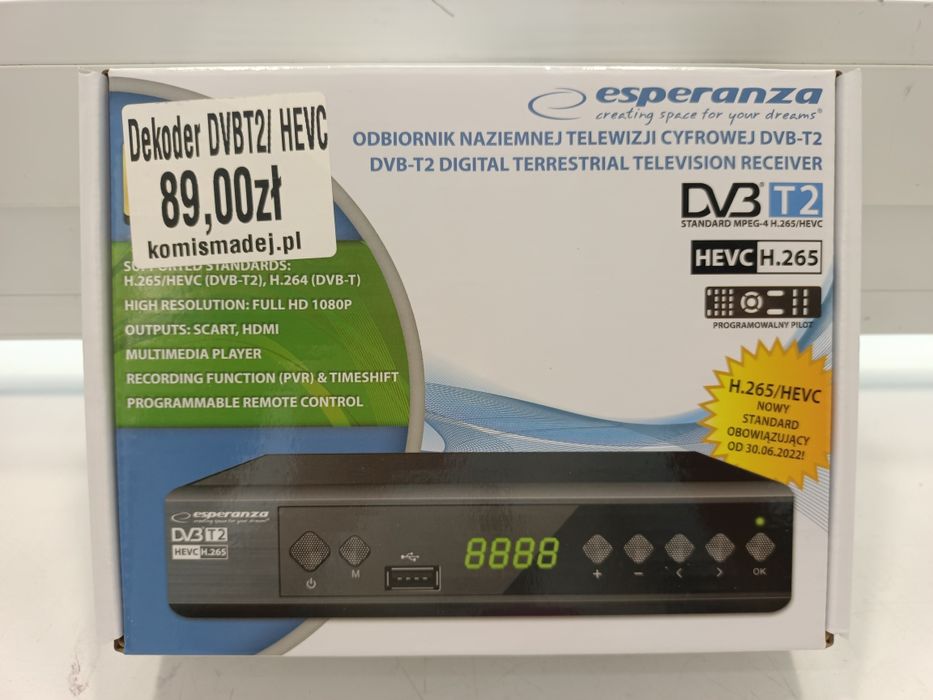 Dekoder DVBT2/ HEVC
89,00zł
komismadej.pl
esperanza
creating space for your dreams®
ODBIORNIK NAZIEMNEJ TELEWIZJI CYFROWEJ DVB-T2
DVB-T2 DIGITAL TERRESTRIAL TELEVISION RECEIVER
DVB® T2
STANDARD MPEG-4 H.265/HEVC
HEVC H.265
PROGRAMOWALNY PILOT
SUPPORTED STANDARDS:
H.265/HEVC (DVB-T2), H.264 (DVB-T)
HIGH RESOLUTION: FULL HD 1080P
OUTPUTS: SCART, HDMI
MULTIMEDIA PLAYER
RECORDING FUNCTION (PVR) & TIMESHIFT
PROGRAMMABLE REMOTE CONTROL
H.265/HEVC
NOWY
STANDARD
OBOWIĄZUJĄCY
OD 30.06.2022!
esperanza
creating space for your dreams®
DVB T2
HEVC H.265
8888
M + - < > OK